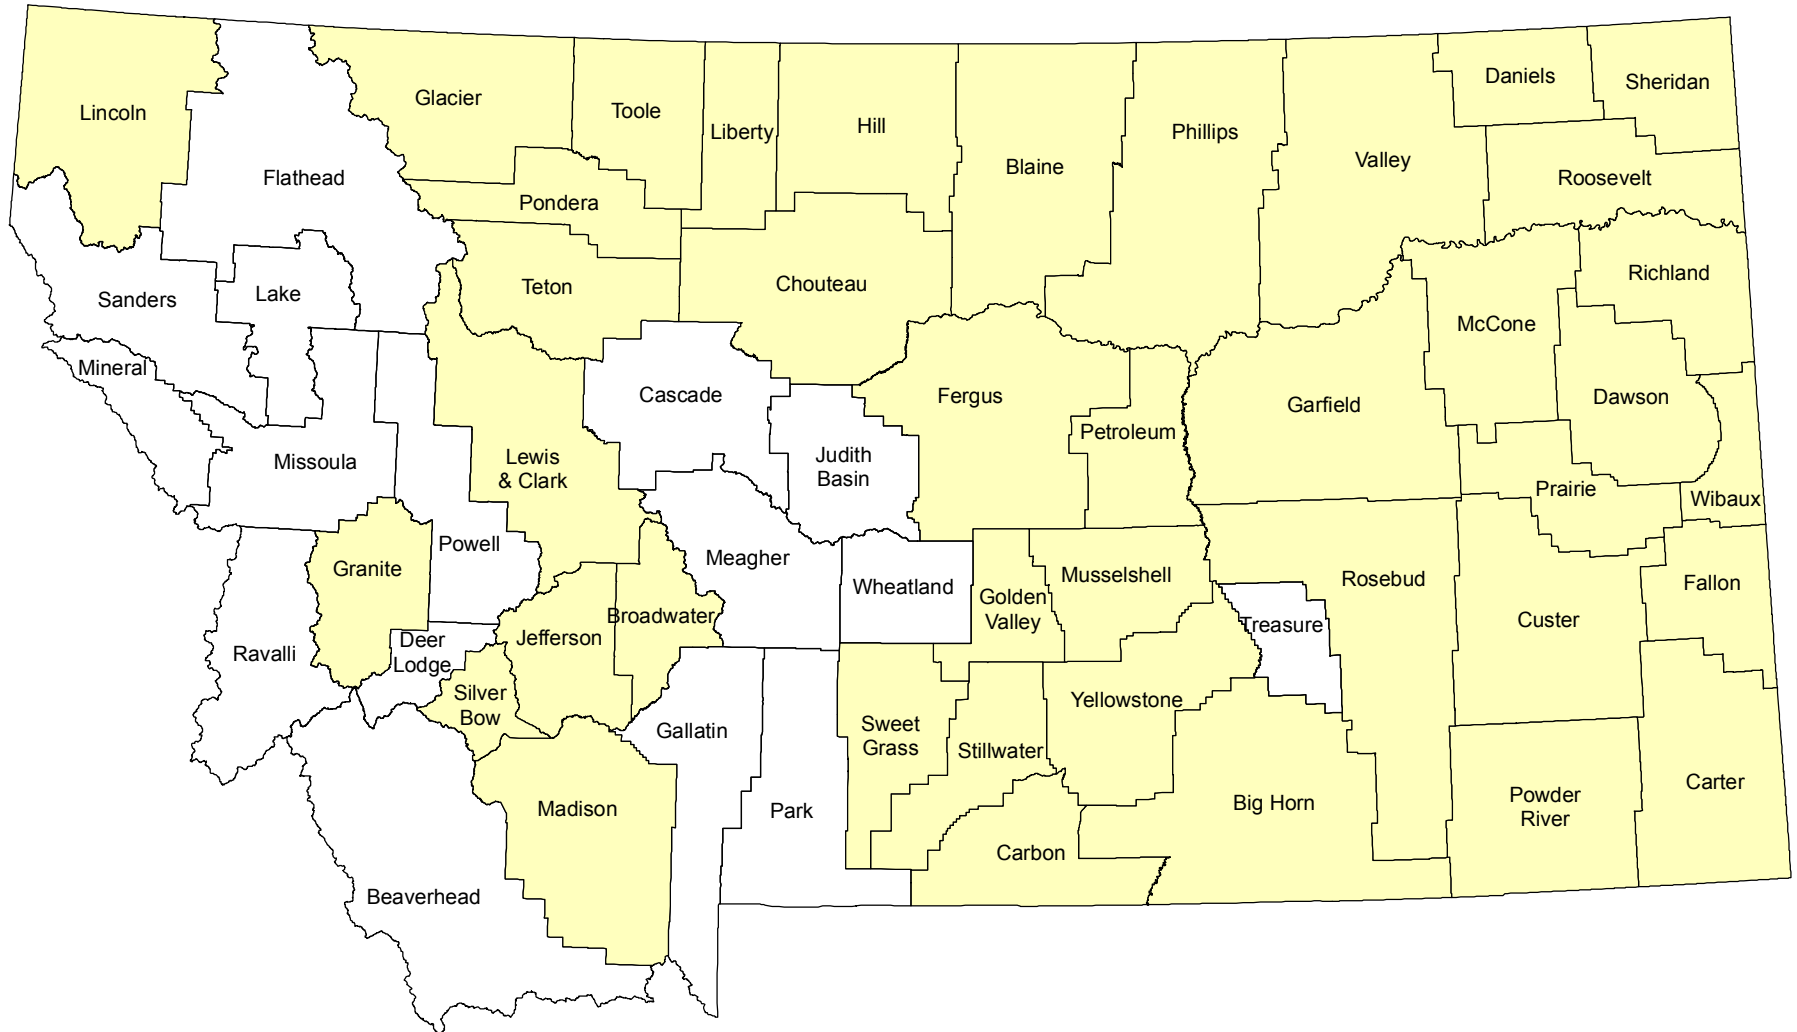 Lincoln
Flathead
Glacier
Toole
Liberty
Hill
Blaine
Phillips
Valley
Daniels
Sheridan
Roosevelt
Pondera
Teton
Chouteau
Richland
McCone
Dawson
Sanders
Lake
Mineral
Missoula
Cascade
Judith
Basin
Fergus
Petroleum
Garfield
Prairie
Wibaux
Lewis
& Clark
Powell
Granite
Meagher
Wheatland
Golden
Valley
Musselshell
Rosebud
Treasure
Custer
Fallon
Ravalli
Deer
Lodge
Jefferson
Broadwater
Silver
Bow
Gallatin
Park
Sweet
Grass
Stillwater
Yellowstone
Big Horn
Carbon
Powder
River
Carter
Madison
Beaverhead